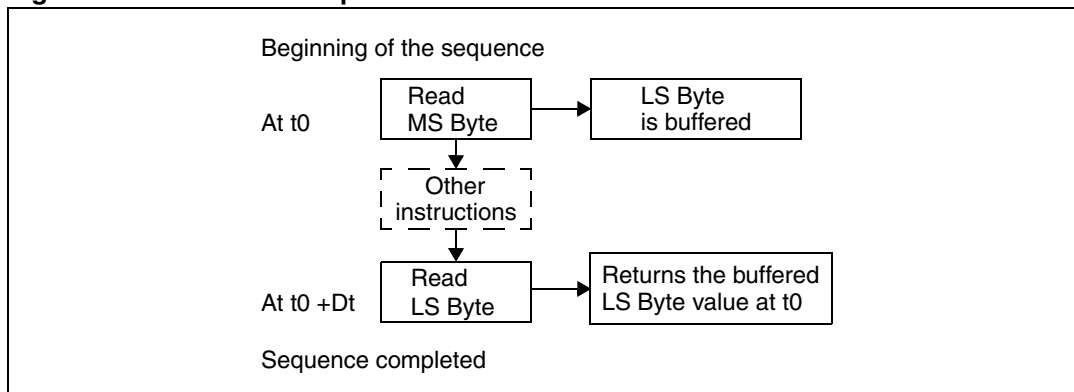 Beginning of the sequence
At t0
Read
MS Byte
LS Byte
is buffered
Other
instructions
At t0 +Dt
Read
LS Byte
Returns the buffered
LS Byte value at t0
Sequence completed